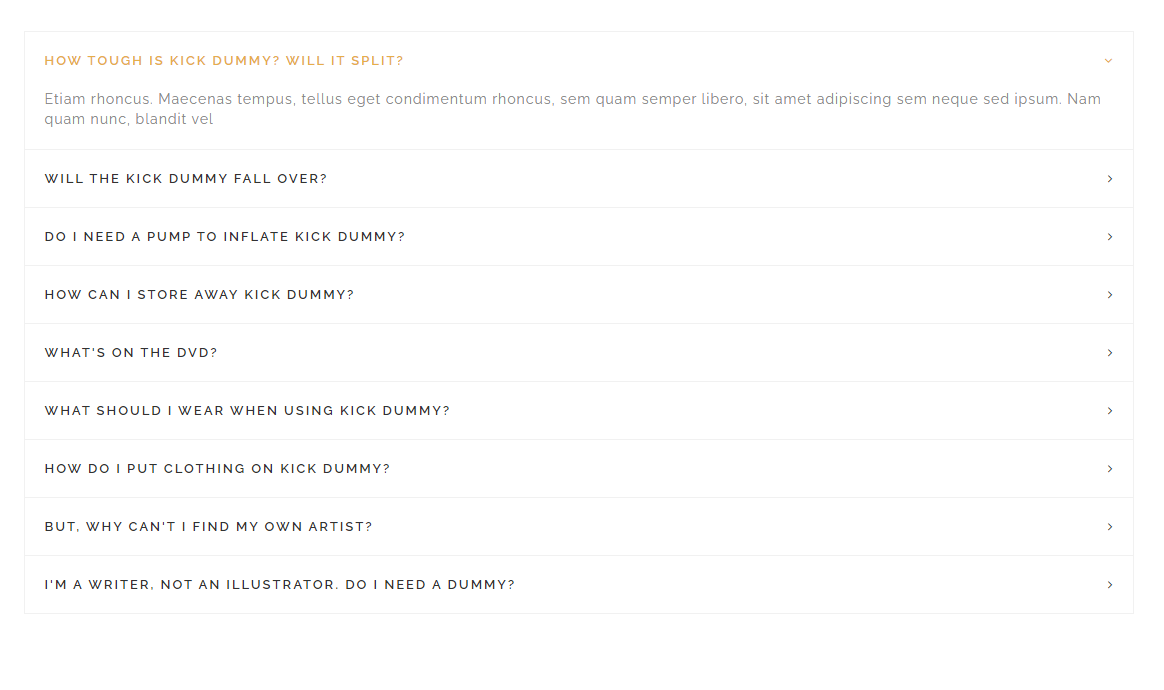 HOW TOUGH IS KICK DUMMY? WILL IT SPLIT?
Etiam rhoncus. Maecenas tempus, tellus eget condimentum rhoncus, sem quam semper libero, sit amet adipiscing sem neque sed ipsum. Nam
quam nunc, blandit vel
WILL THE KICK DUMMY FALL OVER?
DO I NEED A PUMP TO INFLATE KICK DUMMY?
HOW CAN I STORE AWAY KICK DUMMY?
WHAT'S ON THE DVD?
WHAT SHOULD I WEAR WHEN USING KICK DUMMY?
HOW DO I PUT CLOTHING ON KICK DUMMY?
BUT, WHY CAN'T I FIND MY OWN ARTIST?
I'M A WRITER, NOT AN ILLUSTRATOR. DO I NEED A DUMMY?